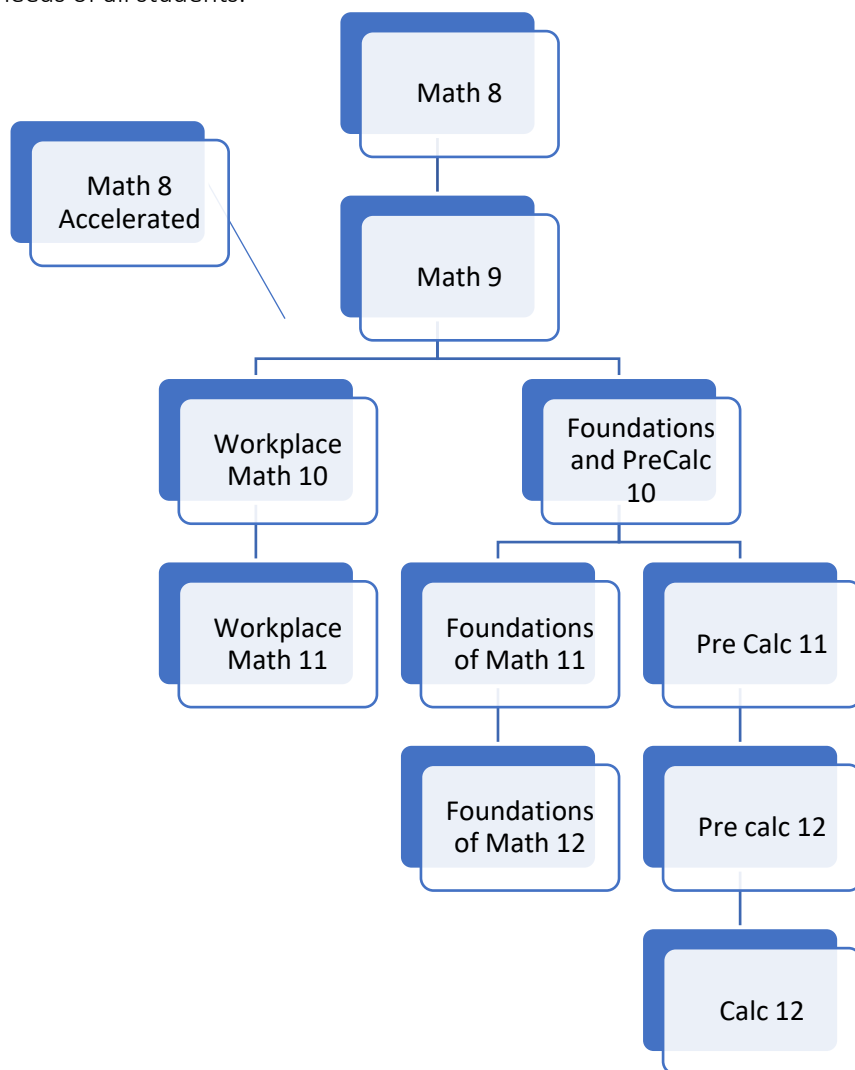 needs of all students.
Math 8
Math 8
Accelerated
Math 9
Workplace
Math 10
Foundations
and PreCalc
10
Workplace
Math 11
Foundations
of Math 11
Pre Calc 11
Foundations
of Math 12
Pre calc 12
Calc 12